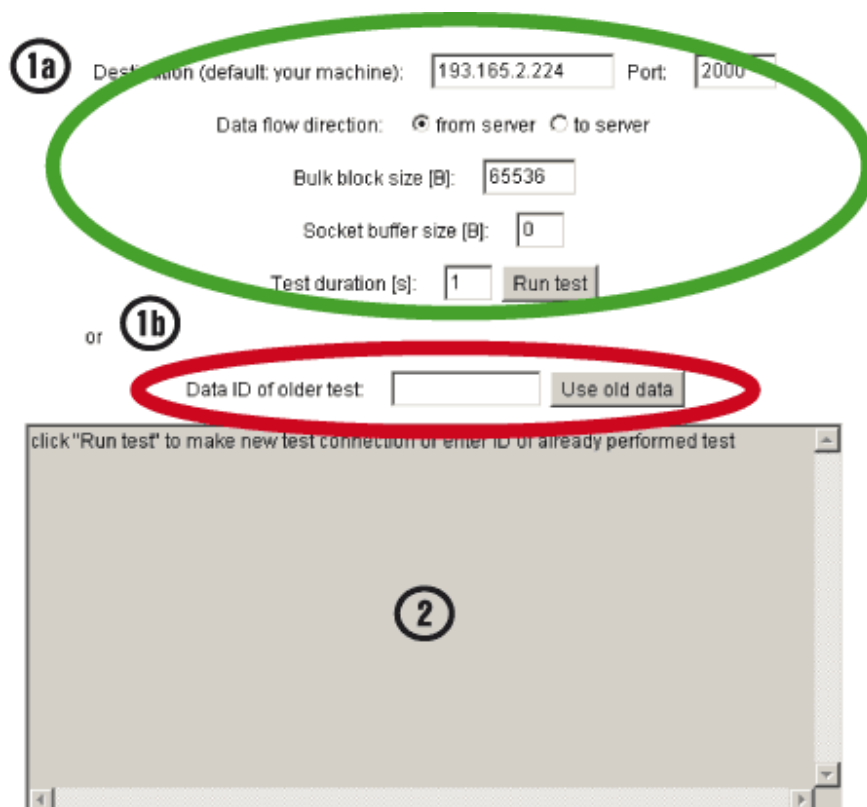 1a
Destination (default: your machine): 193.165.2.224 Port: 2000
Data flow direction: from server to server
Bulk block size [B]: 65536
Socket buffer size [B]: 0
Test duration [s]: 1 Run test
or 1b
Data ID of older test: Use old data
click "Run test" to make new test connection or enter ID of already performed test
2